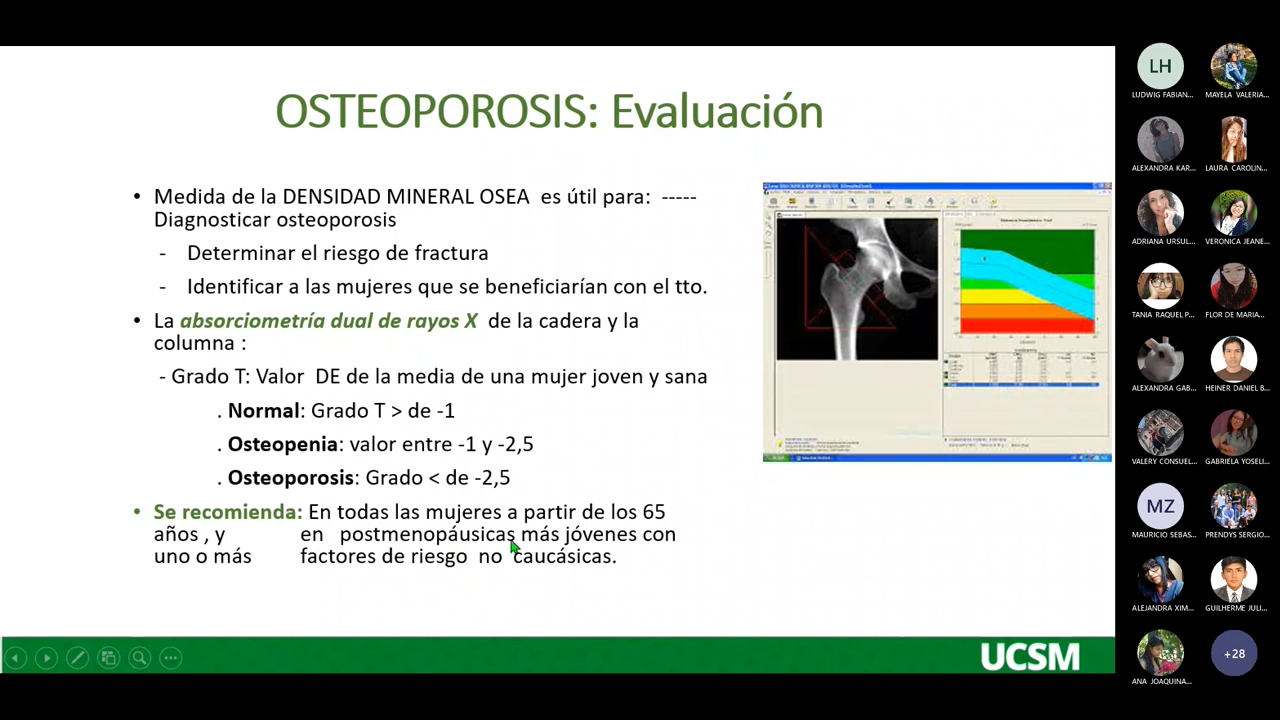 OSTEOPOROSIS: Evaluación
• Medida de la DENSIDAD MINERAL OSEA es útil para: -----
Diagnosticar osteoporosis
- Determinar el riesgo de fractura
- Identificar a las mujeres que se beneficiarían con el tto.
• La absorciometría dual de rayos X de la cadera y la
columna :
- Grado T: Valor DE de la media de una mujer joven y sana
. Normal: Grado T > de -1
. Osteopenia: valor entre -1 y -2,5
. Osteoporosis: Grado < de -2,5
• Se recomienda: En todas las mujeres a partir de los 65
años , y en postmenopáusicas más jóvenes con
uno o más factores de riesgo no caucásicas.
UCSM
LH
LUDWIG FABIAN...
MAYELA VALERIA...
ALEXANDRA KAR...
LAURA CAROLIN...
ADRIANA URSUL...
VERONICA JEANE...
TANIA RAQUEL P...
FLOR DE MARIA...
ALEXANDRA GAB...
HEINER DANIEL B...
VALERY CONSUEL...
GABRIELA YOSELI...
MZ
MAURICIO SEBAS...
PRENDYS SERGIO...
ALEJANDRA XIM...
GUILHERME JULI...
ANA JOAQUINA...
+28